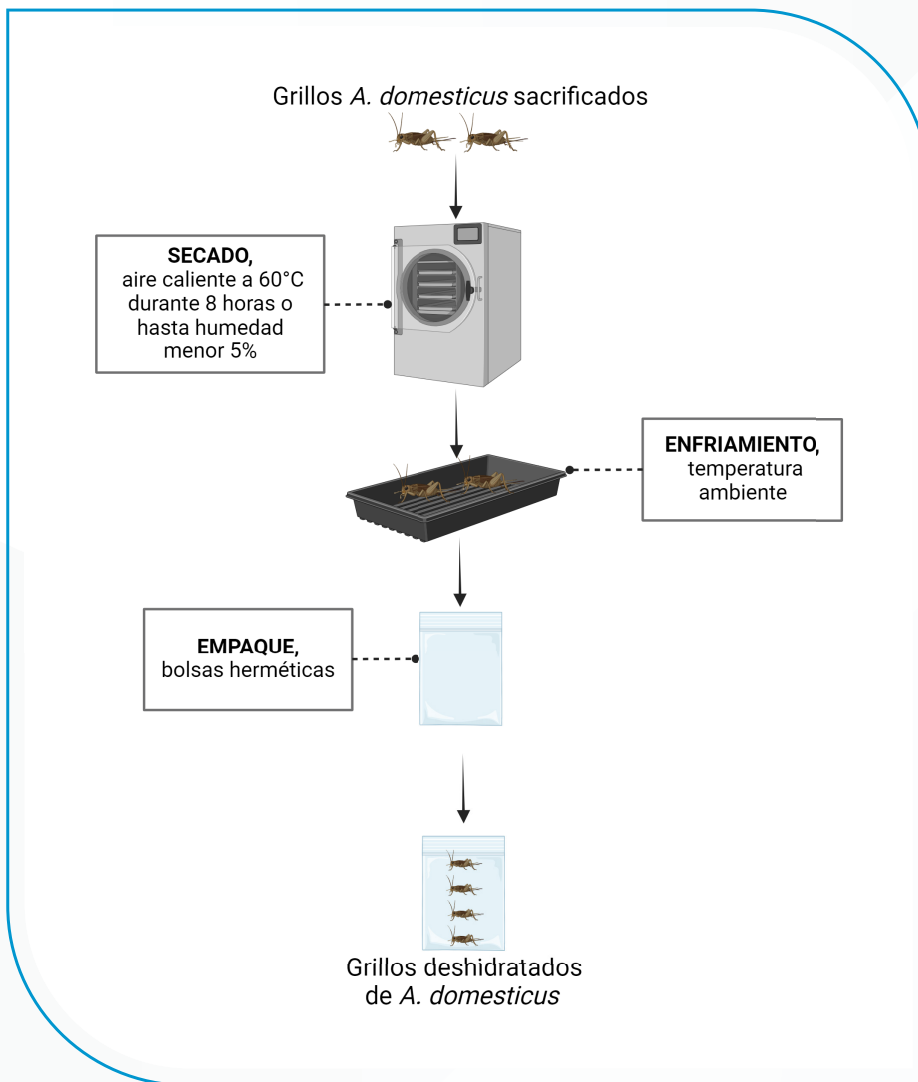 Grillos A. domesticus sacrificados
SECADO,
aire caliente a 60°C
durante 8 horas o
hasta humedad
menor 5%
ENFRIAMIENTO,
temperatura
ambiente
EMPAQUE,
bolsas herméticas
Grillos deshidratados
de A. domesticus